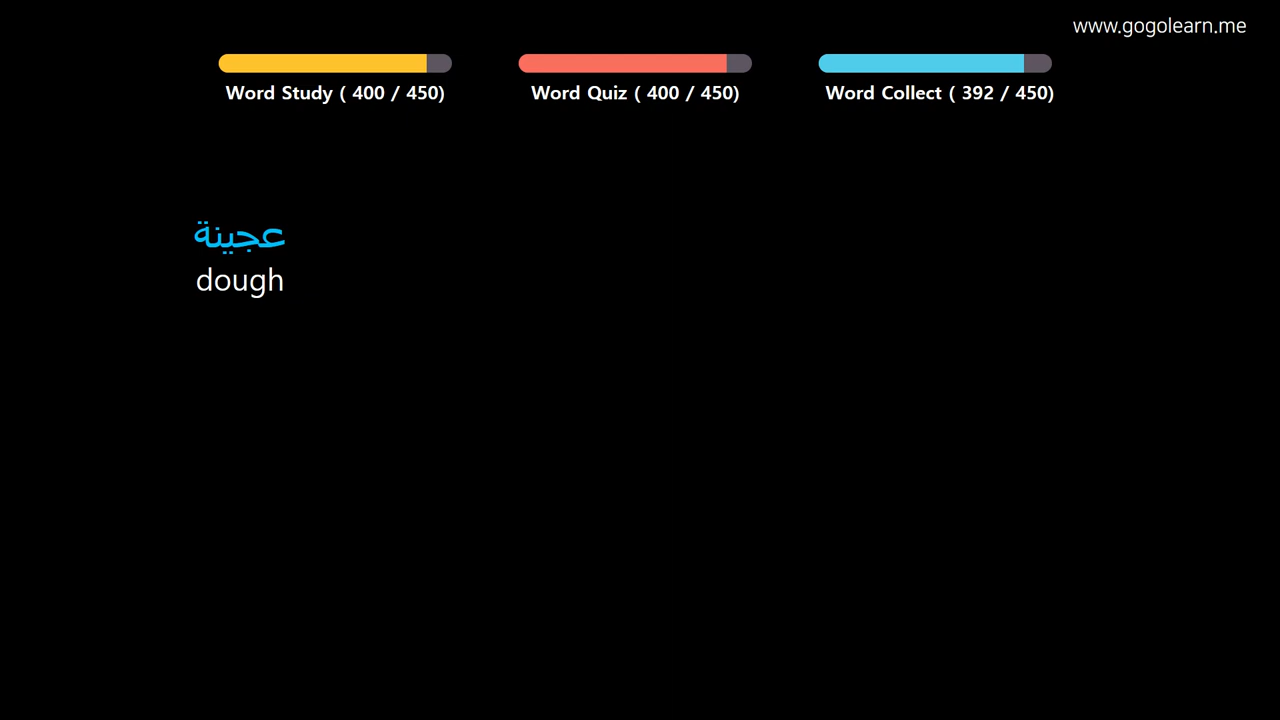 www.gogolearn.me
Word Study ( 400 / 450)
Word Quiz ( 400 / 450)
Word Collect ( 392 / 450)
عجينة
dough